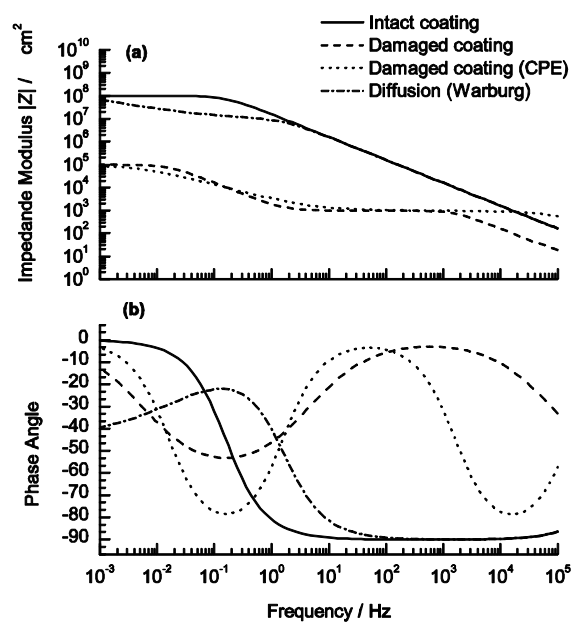 Intact coating
Damaged coating
Damaged coating (CPE)
Diffusion (Warburg)
(a)
Impedande Modulus |Z| /    cm²
10¹⁰
10⁹
10⁸
10⁷
10⁶
10⁵
10⁴
10³
10²
10¹
10⁰
(b)
Phase Angle
0
-10
-20
-30
-40
-50
-60
-70
-80
-90
10⁻³ 10⁻² 10⁻¹ 10⁰ 10¹ 10² 10³ 10⁴ 10⁵
Frequency / Hz